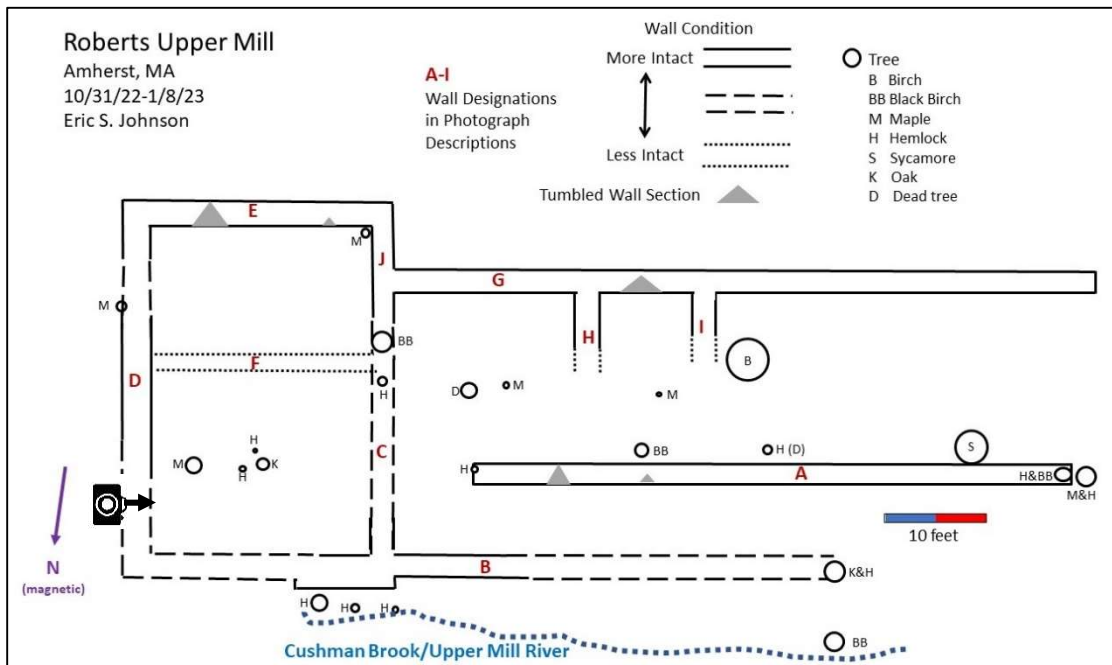 Roberts Upper Mill
Amherst, MA
10/31/22-1/8/23
Eric S. Johnson
A-I
Wall Designations
in Photograph
Descriptions
Wall Condition
More Intact
Less Intact
Tumbled Wall Section
Tree
B Birch
BB Black Birch
M Maple
H Hemlock
S Sycamore
K Oak
D Dead tree
E
M
J
G
M
H
I
BB
B
F
D
H
D
M
M
C
H
M
H
K
BB
H (D)
S
H
A
H&BB
M&H
10 feet
N
(magnetic)
B
K&H
H
H
H
BB
Cushman Brook/Upper Mill River